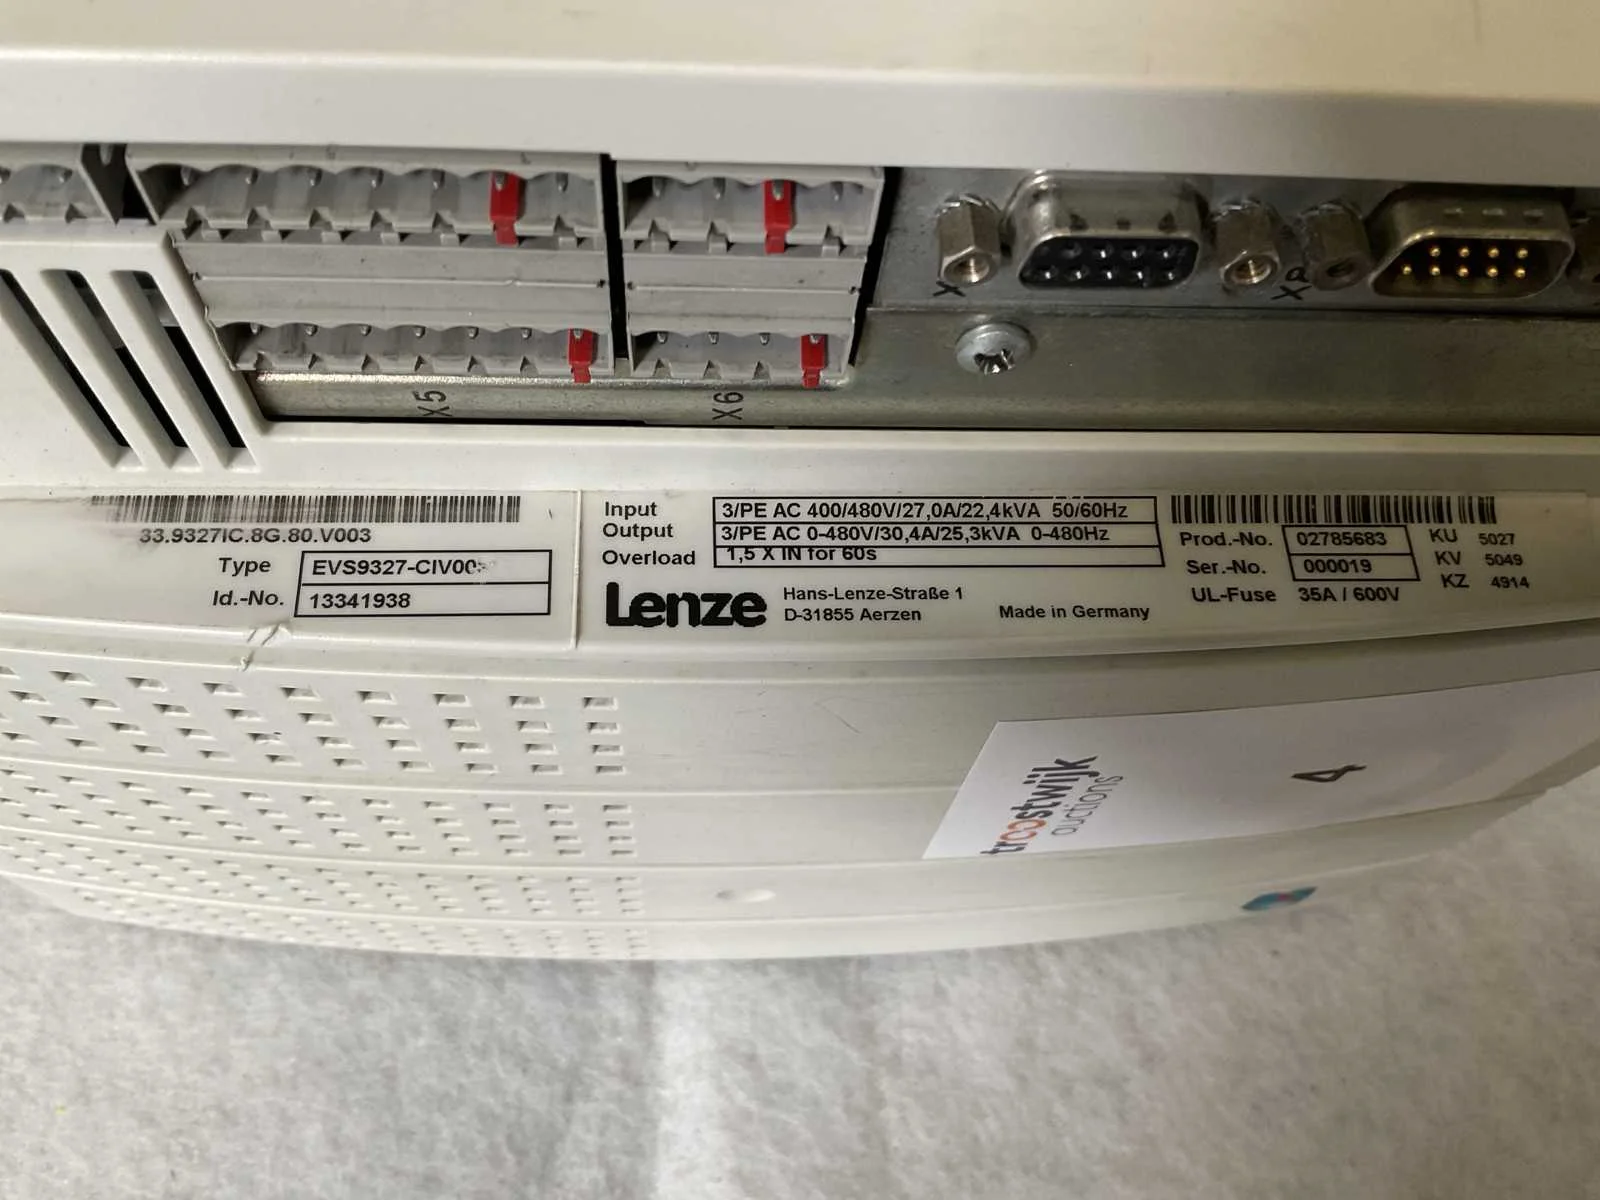 X5
X6
33.9327IC.8G.80.V003
Type EVS9327-CIV00
Id.-No. 13341938
Input 3/PE AC 400/480V/27,0A/22,4kVA 50/60Hz
Output 3/PE AC 0-480V/30,4A/25,3kVA 0-480Hz
Overload 1,5 X IN for 60s
Lenze
Hans-Lenze-Straße 1
D-31855 Aerzen
Made in Germany
Prod.-No. 02785683
Ser.-No. 000019
UL-Fuse 35A / 600V
KU 5027
KV 5049
KZ 4914
troostwijk
auctions
4